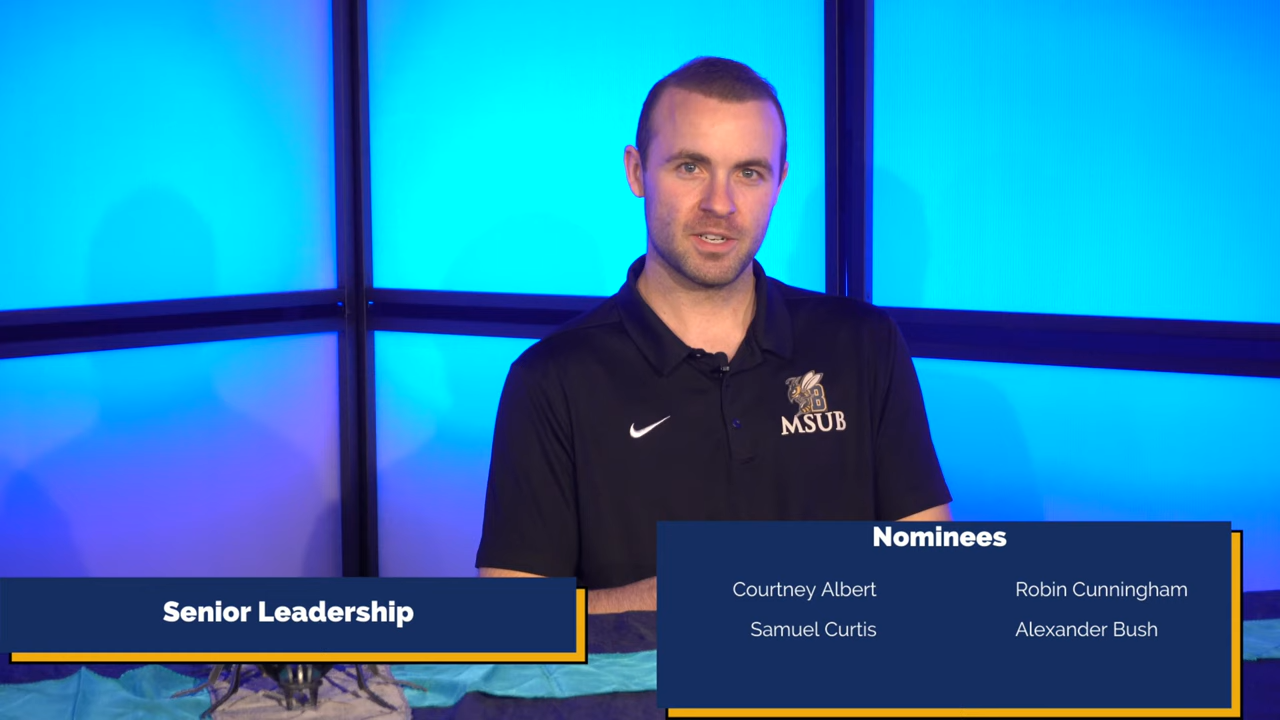 B
MSUB
Senior Leadership
Nominees
Courtney Albert
Robin Cunningham
Samuel Curtis
Alexander Bush